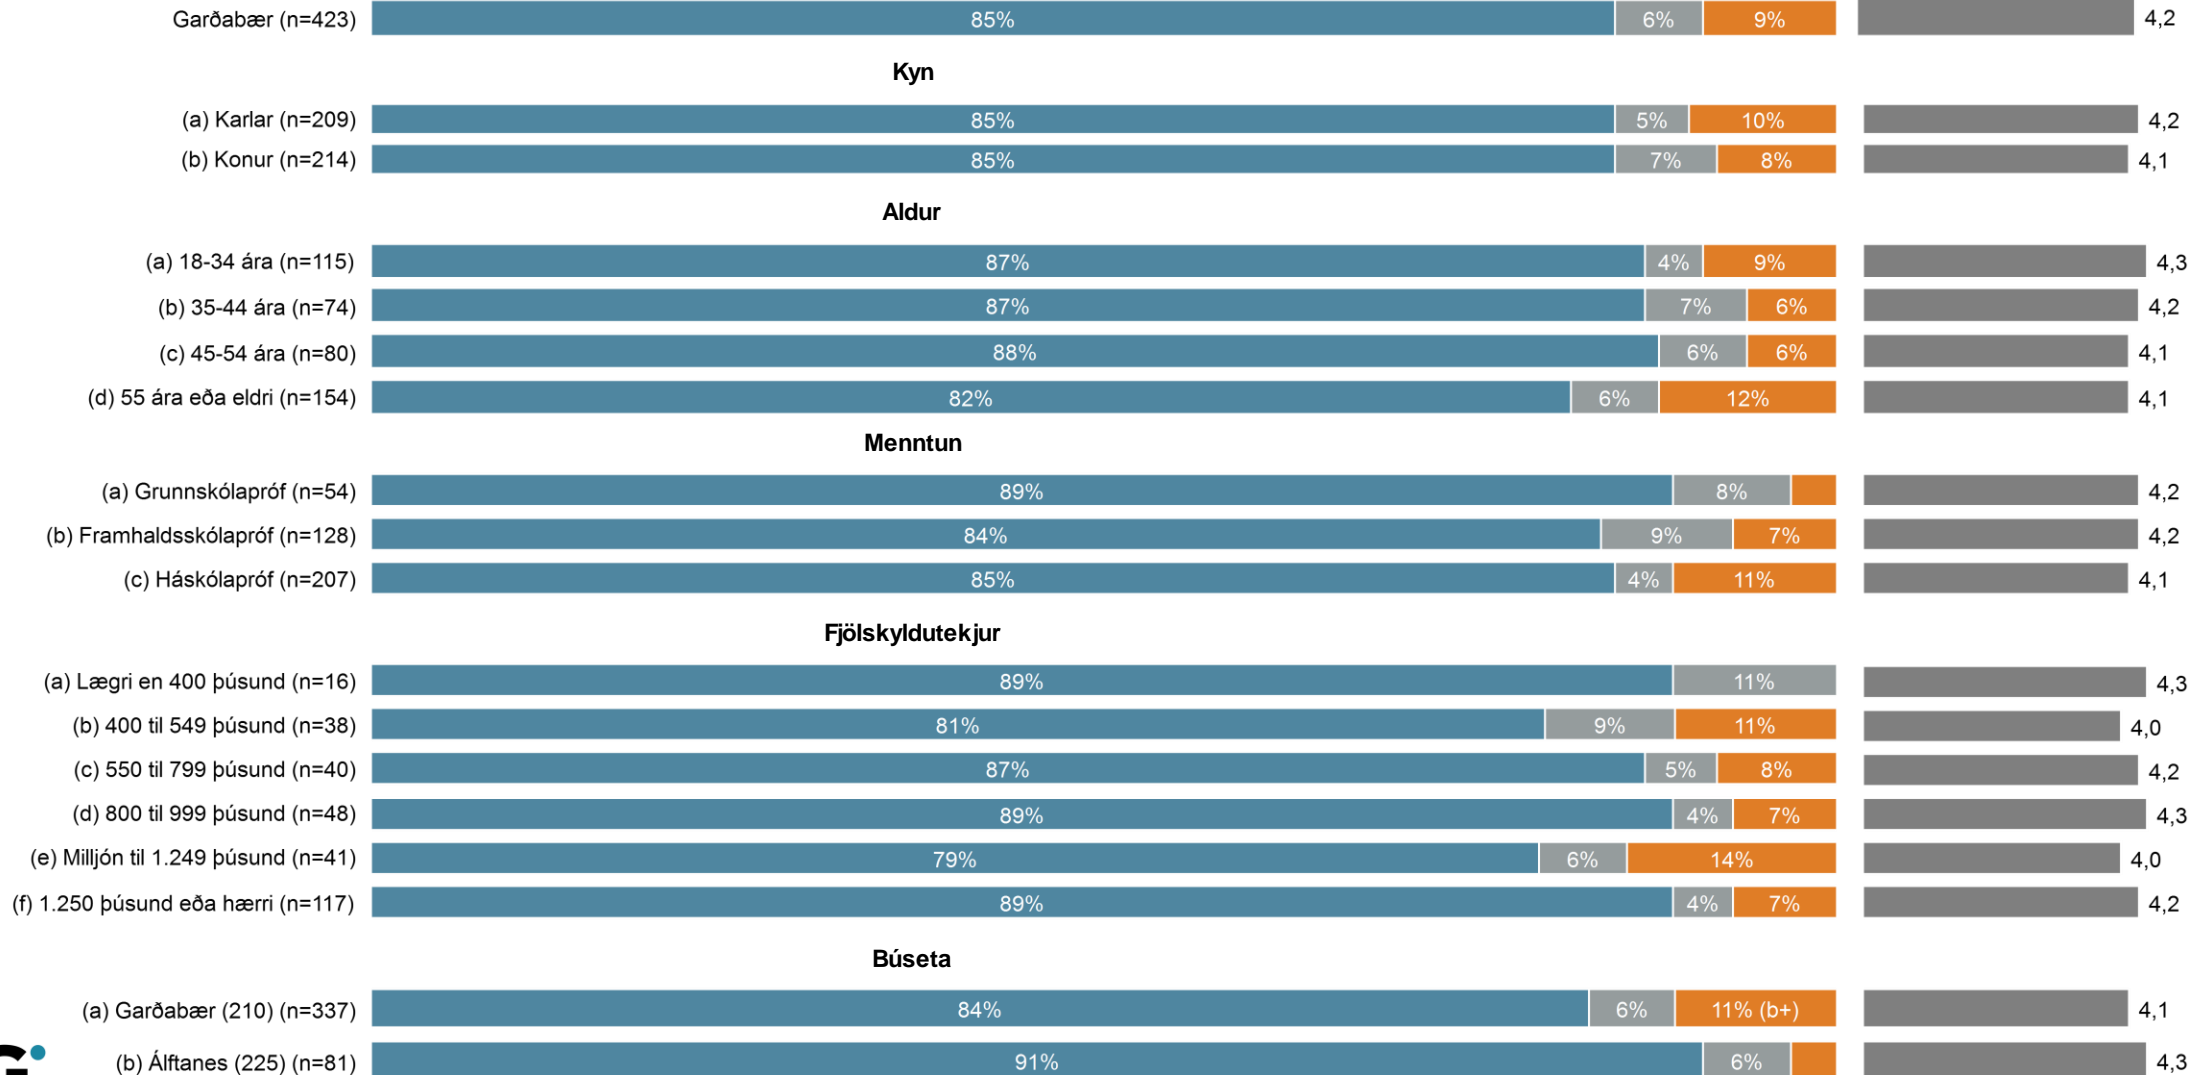 Garðabær (n=423) 85% 6% 9% 4,2
Kyn
(a) Karlar (n=209) 85% 5% 10% 4,2
(b) Konur (n=214) 85% 7% 8% 4,1
Aldur
(a) 18-34 ára (n=115) 87% 4% 9% 4,3
(b) 35-44 ára (n=74) 87% 7% 6% 4,2
(c) 45-54 ára (n=80) 88% 6% 6% 4,1
(d) 55 ára eða eldri (n=154) 82% 6% 12% 4,1
Menntun
(a) Grunnskólapróf (n=54) 89% 8% 4,2
(b) Framhaldsskólapróf (n=128) 84% 9% 7% 4,2
(c) Háskólapróf (n=207) 85% 4% 11% 4,1
Fjölskyldutekjur
(a) Lægri en 400 þúsund (n=16) 89% 11% 4,3
(b) 400 til 549 þúsund (n=38) 81% 9% 11% 4,0
(c) 550 til 799 þúsund (n=40) 87% 5% 8% 4,2
(d) 800 til 999 þúsund (n=48) 89% 4% 7% 4,3
(e) Milljón til 1.249 þúsund (n=41) 79% 6% 14% 4,0
(f) 1.250 þúsund eða hærri (n=117) 89% 4% 7% 4,2
Búseta
(a) Garðabær (210) (n=337) 84% 6% 11% (b+) 4,1
(b) Álftanes (225) (n=81) 91% 6% 4,3